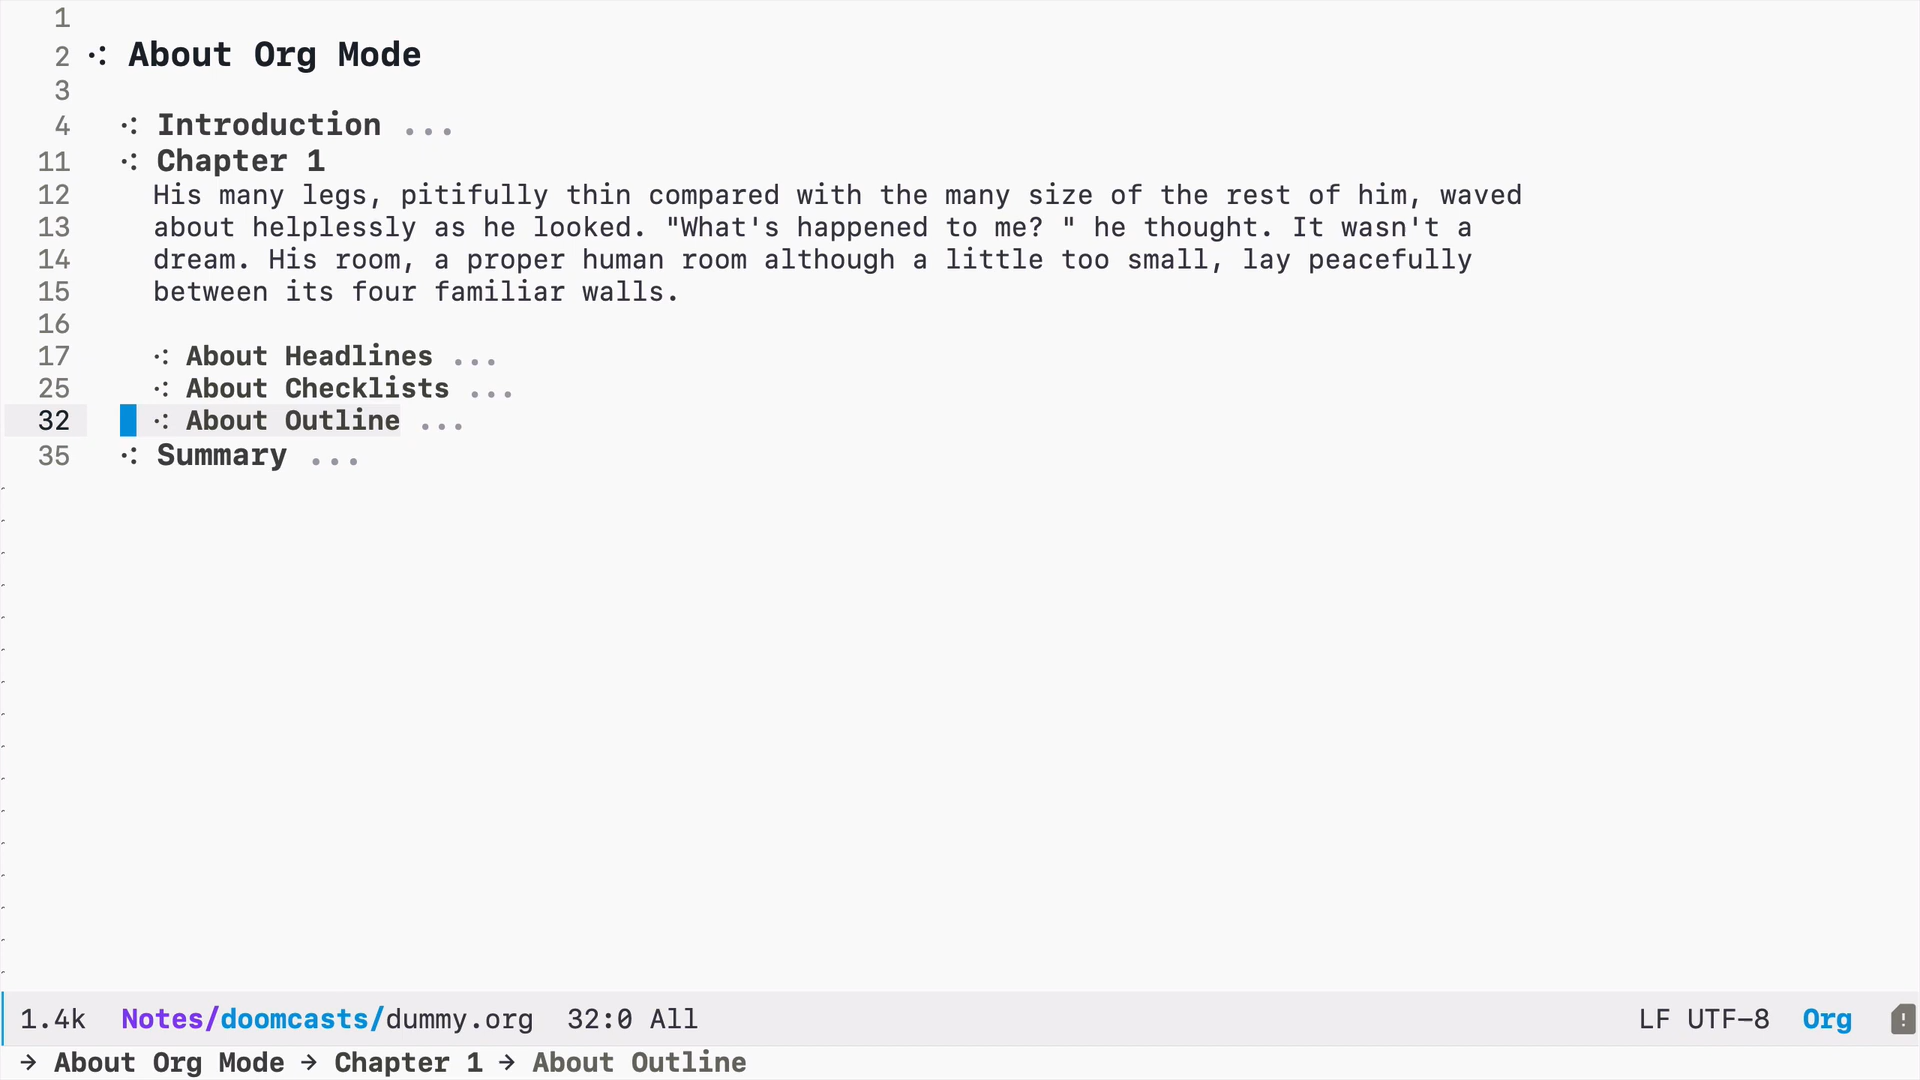 1
2 About Org Mode
3
4 Introduction ...
11 Chapter 1
12 His many legs, pitifully thin compared with the many size of the rest of him, waved
13 about helplessly as he looked. "What's happened to me? " he thought. It wasn't a
14 dream. His room, a proper human room although a little too small, lay peacefully
15 between its four familiar walls.
16
17 About Headlines ...
25 About Checklists ...
32 About Outline ...
35 Summary ...
1.4k Notes/doomcasts/dummy.org 32:0 All LF UTF-8 Org
→ About Org Mode → Chapter 1 → About Outline